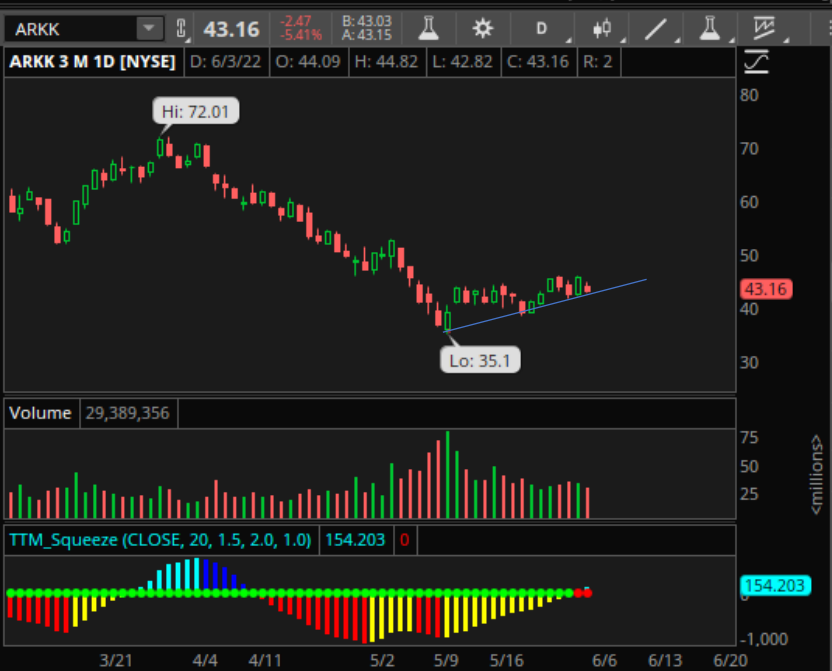 ARKK 43.16 -2.47 B: 43.03 D
-5.41% A: 43.15
ARKK 3 M 1D [NYSE] D: 6/3/22 O: 44.09 H: 44.82 L: 42.82 C: 43.16 R: 2
80
Hi: 72.01
70
60
50
43.16
40
Lo: 35.1
30
Volume 29,389,356
75
50
25
<millions>
TTM_Squeeze (CLOSE, 20, 1.5, 2.0, 1.0) 154.203 0
154.203
0
-1,000
3/21 4/4 4/11 5/2 5/9 5/16 6/6 6/13 6/20